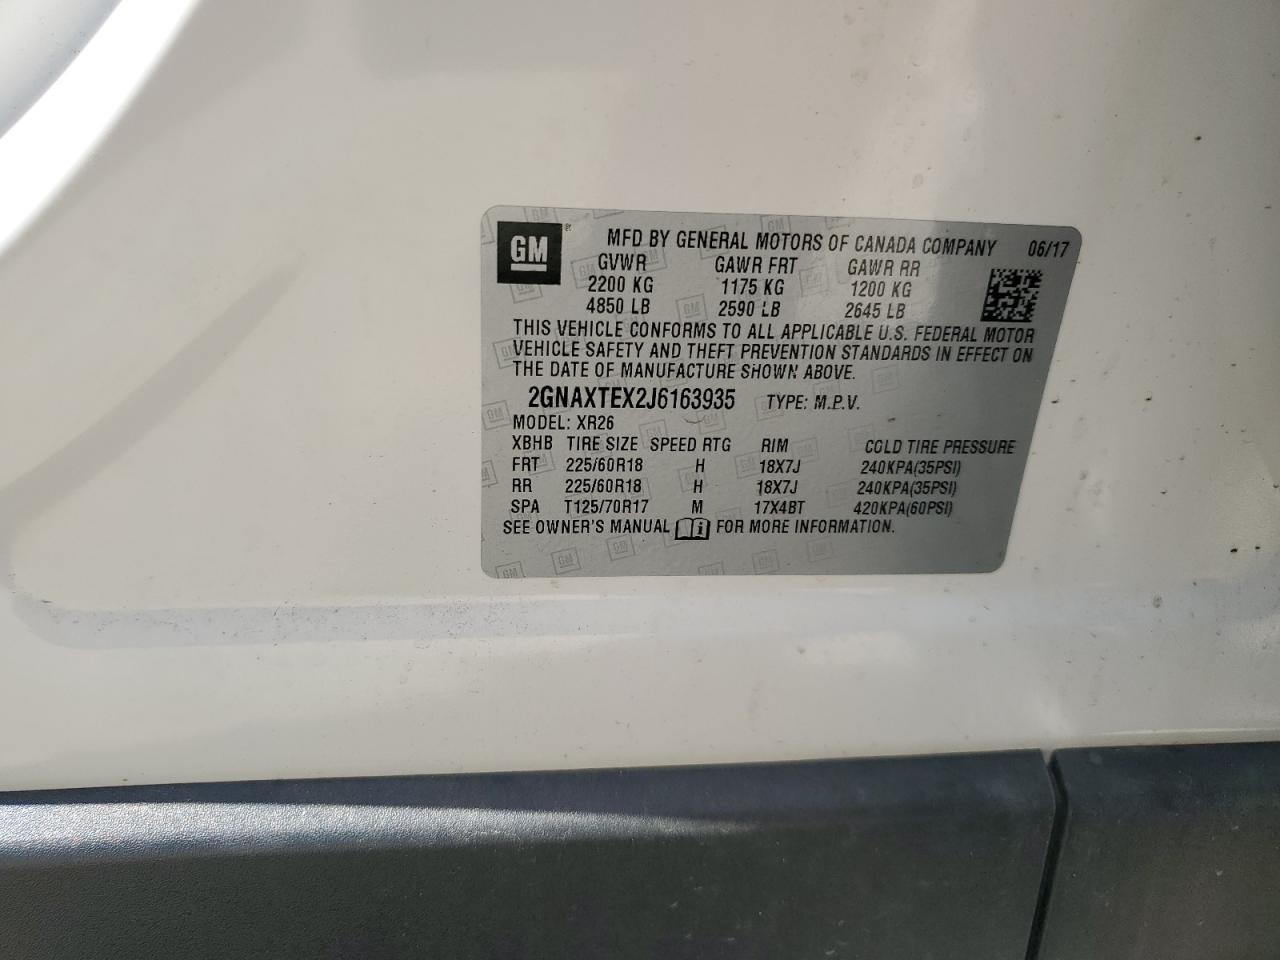 GM ® MFD BY GENERAL MOTORS OF CANADA COMPANY 06/17
GVWR GAWR FRT GAWR RR
2200 KG 1175 KG 1200 KG
4850 LB 2590 LB 2645 LB
THIS VEHICLE CONFORMS TO ALL APPLICABLE U.S. FEDERAL MOTOR
VEHICLE SAFETY AND THEFT PREVENTION STANDARDS IN EFFECT ON
THE DATE OF MANUFACTURE SHOWN ABOVE.
2GNAXTEX2J6163935 TYPE: M.P.V.
MODEL: XR26
XBHB TIRE SIZE SPEED RTG RIM COLD TIRE PRESSURE
FRT 225/60R18 H 18X7J 240KPA(35PSI)
RR 225/60R18 H 18X7J 240KPA(35PSI)
SPA T125/70R17 M 17X4BT 420KPA(60PSI)
SEE OWNER'S MANUAL i FOR MORE INFORMATION.